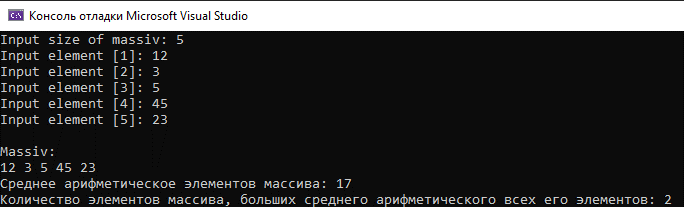 Консоль отладки Microsoft Visual Studio
Input size of massiv: 5
Input element [1]: 12
Input element [2]: 3
Input element [3]: 5
Input element [4]: 45
Input element [5]: 23
Massiv:
12 3 5 45 23
Среднее арифметическое элементов массива: 17
Количество элементов массива, больших среднего арифметического всех его элементов: 2